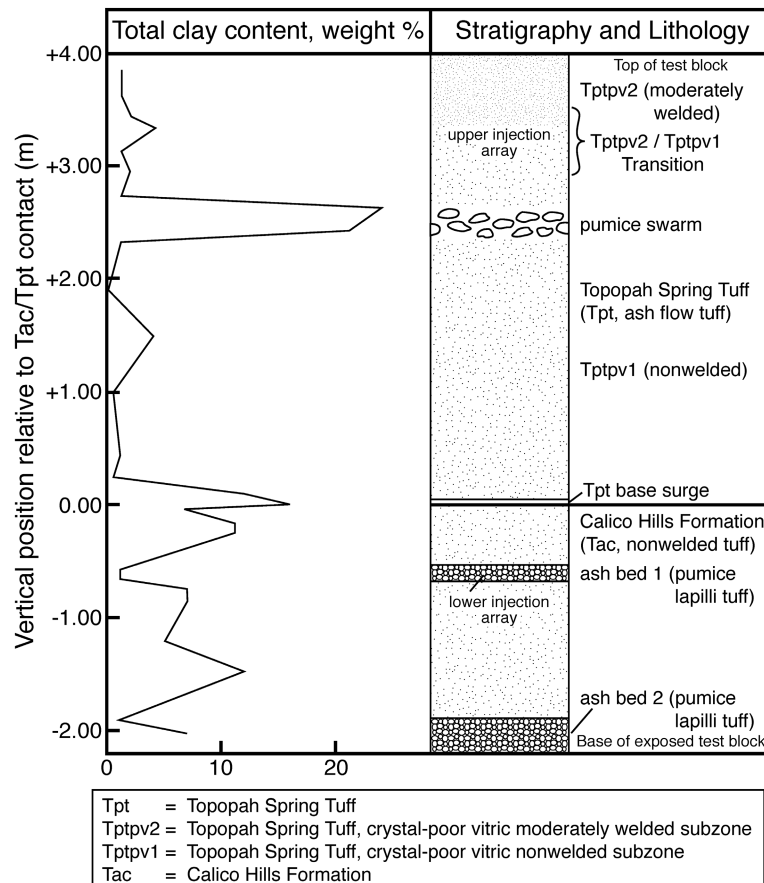 Total clay content, weight %
Stratigraphy and Lithology
Vertical position relative to Tac/Tpt contact (m)
+4.00
+3.00
+2.00
+1.00
0.00
-1.00
-2.00
0
10
20
upper injection
array
lower injection
array
Top of test block
Tptpv2 (moderately
welded)
Tptpv2 / Tptpv1
Transition
pumice swarm
Topopah Spring Tuff
(Tpt, ash flow tuff)
Tptpv1 (nonwelded)
Tpt base surge
Calico Hills Formation
(Tac, nonwelded tuff)
ash bed 1 (pumice
lapilli tuff)
ash bed 2 (pumice
lapilli tuff)
Base of exposed test block
Tpt = Topopah Spring Tuff
Tptpv2 = Topopah Spring Tuff, crystal-poor vitric moderately welded subzone
Tptpv1 = Topopah Spring Tuff, crystal-poor vitric nonwelded subzone
Tac = Calico Hills Formation